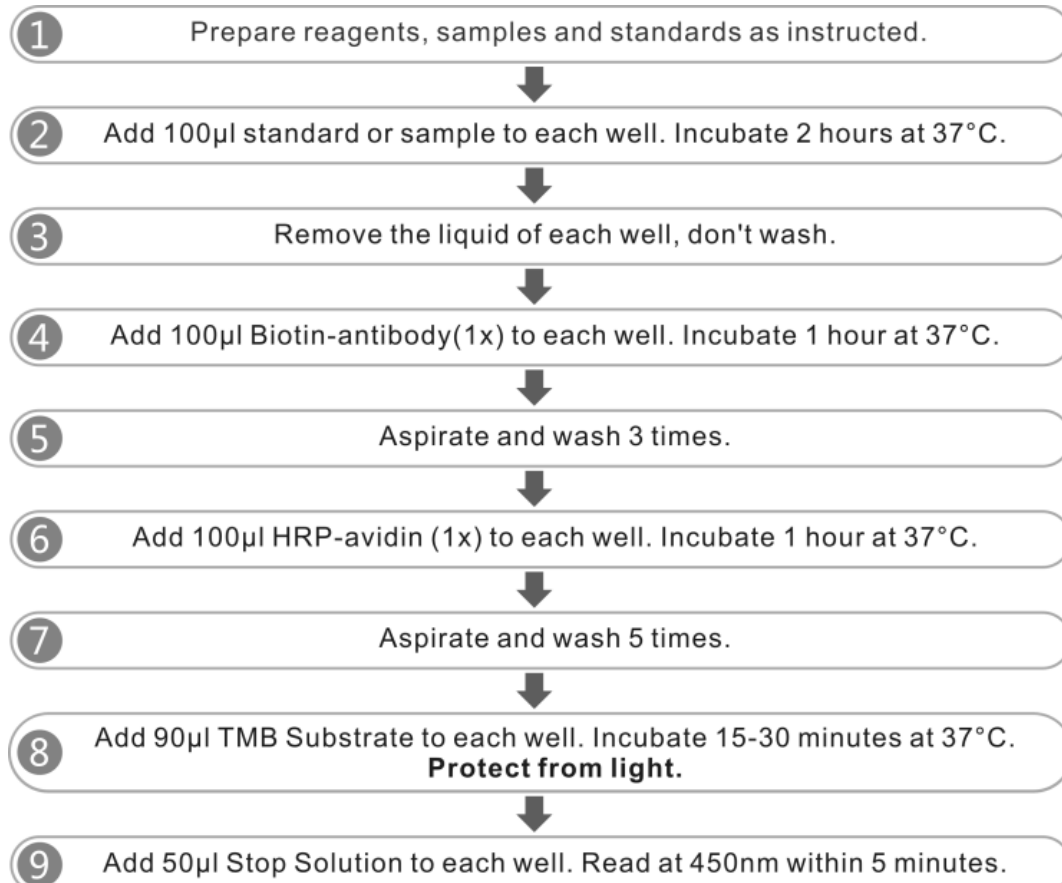 1 Prepare reagents, samples and standards as instructed.
2 Add 100µl standard or sample to each well. Incubate 2 hours at 37°C.
3 Remove the liquid of each well, don't wash.
4 Add 100µl Biotin-antibody(1x) to each well. Incubate 1 hour at 37°C.
5 Aspirate and wash 3 times.
6 Add 100µl HRP-avidin (1x) to each well. Incubate 1 hour at 37°C.
7 Aspirate and wash 5 times.
8 Add 90µl TMB Substrate to each well. Incubate 15-30 minutes at 37°C.
Protect from light.
9 Add 50µl Stop Solution to each well. Read at 450nm within 5 minutes.